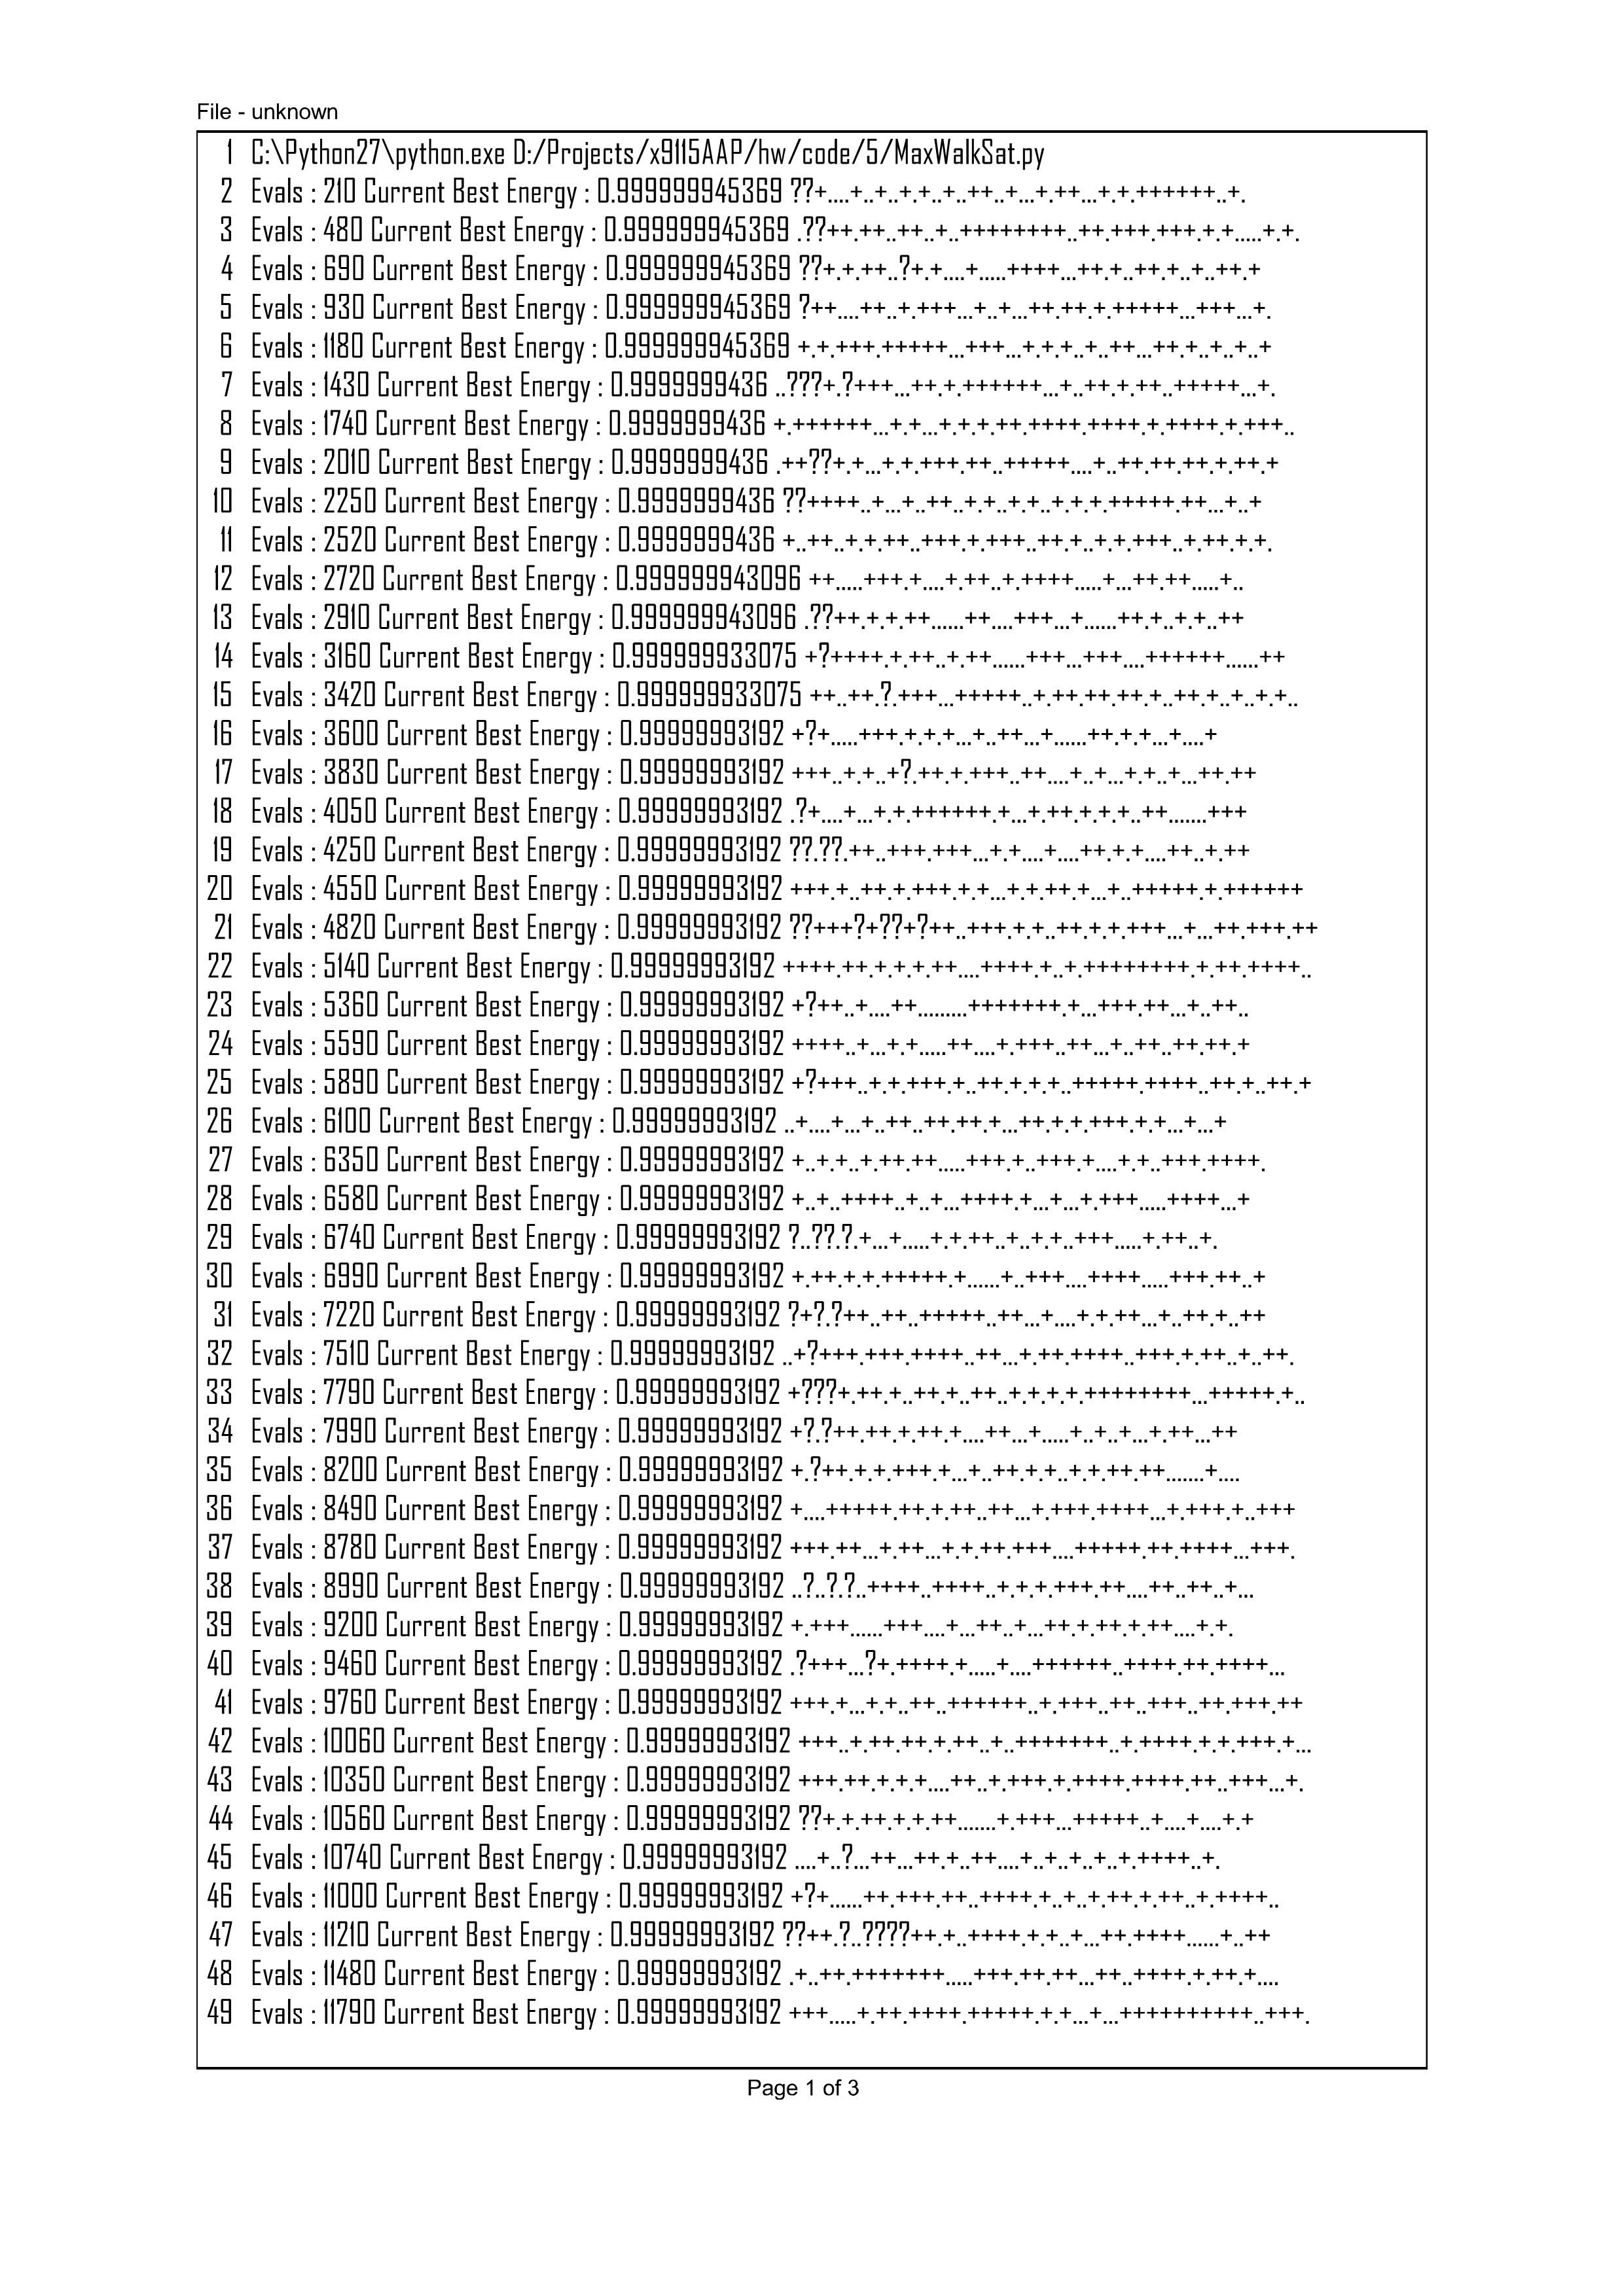 File - unknown
1 C:\Python27\python.exe D:/Projects/x9115AAP/hw/code/5/MaxWalkSat.py
2 Evals : 210 Current Best Energy : 0.999999945369 ??+....+..+..+.+..+..++..+...+.++...+.+.++++++..+.
3 Evals : 480 Current Best Energy : 0.999999945369 .??++.++..++..+..++++++++..++.+++.+++.+.+.....+.+.
4 Evals : 690 Current Best Energy : 0.999999945369 ??+.+.++..?+.+....+.....++++...++.+..++.+..+..++.+
5 Evals : 930 Current Best Energy : 0.999999945369 ?++....++..+.+++...+..+...++.++.+.+++++...+++...+.
6 Evals : 1180 Current Best Energy : 0.999999945369 +.+.+++.+++++...+++...+.+.+..+..++...++.+..+..+..+
7 Evals : 1430 Current Best Energy : 0.9999999436 ..???+.?+++...++.+.++++++...+..++.+.++..+++++...+.
8 Evals : 1740 Current Best Energy : 0.9999999436 +.++++++...+.+...+.+.+.++.++++.++++.+.++++.+.+++..
9 Evals : 2010 Current Best Energy : 0.9999999436 .++??+.+...+.+.+++.++..+++++....+..++.++.++.+.++.+
10 Evals : 2250 Current Best Energy : 0.9999999436 ??++++..+...+..++..+.+..+.+..+.+.+.+++++.++...+..+
11 Evals : 2520 Current Best Energy : 0.9999999436 +..++..+.+.++..+++.+.+++..++.+..+.+.+++..+.++.+.+.
12 Evals : 2720 Current Best Energy : 0.999999943096 ++.....+++.+....+.++..+.++++.....+...++.++.....+..
13 Evals : 2910 Current Best Energy : 0.999999943096 .??++.+.+.++......++....+++...+......++.+..+.+..++
14 Evals : 3160 Current Best Energy : 0.999999933075 +?++++.+.++..+.++......+++...+++....++++++......++
15 Evals : 3420 Current Best Energy : 0.999999933075 ++..++.?.+++...+++++..+.++.++.++.+..++.+..+..+.+..
16 Evals : 3600 Current Best Energy : 0.99999993192 +?+.....+++.+.+.+...+..++...+......++.+.+...+....+
17 Evals : 3830 Current Best Energy : 0.99999993192 +++..+.+..+?.++.+.+++..++....+..+...+.+..+...++.++
18 Evals : 4050 Current Best Energy : 0.99999993192 .?+....+...+.+.++++++.+...+.++.+.+.+..++.......+++
19 Evals : 4250 Current Best Energy : 0.99999993192 ??.??.++..+++.+++...+.+....+....++.+.+....++..+.++
20 Evals : 4550 Current Best Energy : 0.99999993192 +++.+..++.+.+++.+.+...+.+.++.+...+..+++++.+.++++++
21 Evals : 4820 Current Best Energy : 0.99999993192 ??+++?+??+?++..+++.+.+..++.+.+.+++...+...++.+++.++
22 Evals : 5140 Current Best Energy : 0.99999993192 ++++.++.+.+.+.++....++++.+..+.++++++++.+.++.++++..
23 Evals : 5360 Current Best Energy : 0.99999993192 +?++..+....++.........+++++++.+...+++.++...+..++..
24 Evals : 5590 Current Best Energy : 0.99999993192 ++++..+...+.+.....++....+.+++..++...+..++..++.++.+
25 Evals : 5890 Current Best Energy : 0.99999993192 +?+++..+.+.+++.+..++.+.+.+..+++++.++++..++.+..++.+
26 Evals : 6100 Current Best Energy : 0.99999993192 ..+....+...+..++..++.++.+...++.+.+.+++.+.+...+...+
27 Evals : 6350 Current Best Energy : 0.99999993192 +..+.+..+.++.++.....+++.+..+++.+....+.+..+++.++++.
28 Evals : 6580 Current Best Energy : 0.99999993192 +..+..++++..+..+...++++.+...+...+.+++.....++++...+
29 Evals : 6740 Current Best Energy : 0.99999993192 ?..??.?.+...+.....+.+.++..+..+.+..+++.....+.++..+.
30 Evals : 6990 Current Best Energy : 0.99999993192 +.++.+.+.+++++.+......+..+++....++++.....+++.++..+
31 Evals : 7220 Current Best Energy : 0.99999993192 ?+?.?++..++..+++++..++...+....+.+.++...+..++.+..++
32 Evals : 7510 Current Best Energy : 0.99999993192 ..+?+++.+++.++++..++...+.++.++++..+++.+.++..+..++.
33 Evals : 7790 Current Best Energy : 0.99999993192 +???+.++.+..++.+..++..+.+.+.+.++++++++...+++++.+..
34 Evals : 7990 Current Best Energy : 0.99999993192 +?.?++.++.+.++.+....++...+.....+..+..+...+.++...++
35 Evals : 8200 Current Best Energy : 0.99999993192 +.?++.+.+.+++.+...+..++.+.+..+.+.++.++.......+....
36 Evals : 8490 Current Best Energy : 0.99999993192 +....+++++.++.+.++..++...+.+++.++++...+.+++.+..+++
37 Evals : 8780 Current Best Energy : 0.99999993192 +++.++...+.++...+.+.++.+++....+++++.++.++++...+++.
38 Evals : 8990 Current Best Energy : 0.99999993192 ..?..?.?..++++..++++..+.+.+.+++.++....++..++..+...
39 Evals : 9200 Current Best Energy : 0.99999993192 +.+++......+++....+...++..+...++.+.++.+.++....+.+.
40 Evals : 9460 Current Best Energy : 0.99999993192 .?+++...?+.++++.+.....+....++++++..++++.++.++++...
41 Evals : 9760 Current Best Energy : 0.99999993192 +++.+...+.+..++..++++++..+.+++..++..+++..++.+++.++
42 Evals : 10060 Current Best Energy : 0.99999993192 +++..+.++.++.+.++..+..+++++++..+.++++.+.+.+++.+...
43 Evals : 10350 Current Best Energy : 0.99999993192 +++.++.+.+.+....++..+.+++.+.++++.++++.++..+++...+.
44 Evals : 10560 Current Best Energy : 0.99999993192 ??+.+.++.+.+.++.......+.+++...+++++..+....+....+.+
45 Evals : 10740 Current Best Energy : 0.99999993192 ....+..?...++...++.+..++....+..+..+..+..+.++++..+.
46 Evals : 11000 Current Best Energy : 0.99999993192 +?+......++.+++.++..++++.+..+..+.++.+.++..+.++++..
47 Evals : 11210 Current Best Energy : 0.99999993192 ??++.?..????++.+..++++.+.+..+...++.++++......+..++
48 Evals : 11480 Current Best Energy : 0.99999993192 .+..++.+++++++.....+++.++.++...++..++++.+.++.+....
49 Evals : 11790 Current Best Energy : 0.99999993192 +++.....+.++.++++.+++++.+.+...+...++++++++++..+++.
Page 1 of 3